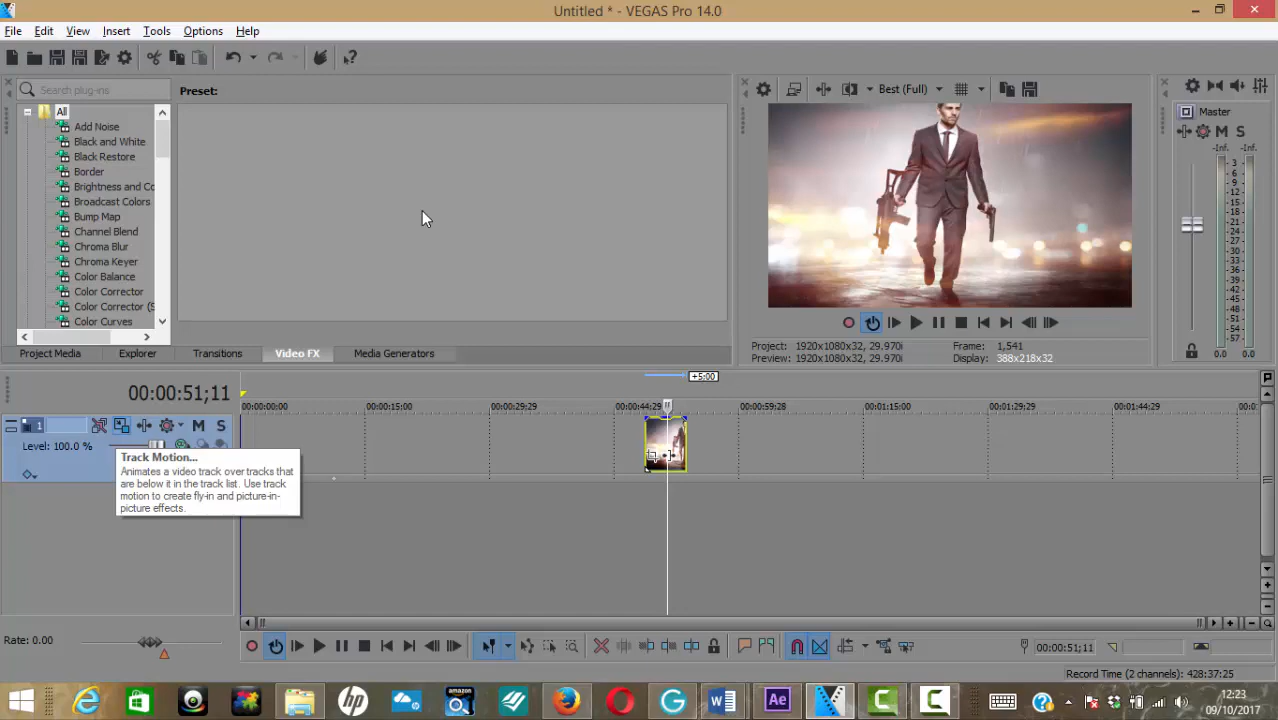 Untitled * - VEGAS Pro 14.0
File Edit View Insert Tools Options Help
Search plug-ins
Preset:
All
Add Noise
Black and White
Black Restore
Border
Brightness and Co
Broadcast Colors
Bump Map
Channel Blend
Chroma Blur
Chroma Keyer
Color Balance
Color Corrector
Color Corrector (S
Color Curves
Project Media Explorer Transitions Video FX Media Generators
Best (Full)
Project: 1920x1080x32, 29.970i Frame: 1,541
Preview: 1920x1080x32, 29.970i Display: 388x218x32
Master
M S
-Inf. -Inf.
3
6
9
12
15
18
21
24
27
30
33
36
39
42
45
48
51
54
57
0.0 0.0
00:00:51;11
+5:00
00:00:00:00 00:00:15:00 00:00:29:29 00:00:44:29 00:00:59:28 00:01:15:00 00:01:29:29 00:01:44:29 00:0
1 M S
Level: 100.0 %
Track Motion...
Animates a video track over tracks that
are below it in the track list. Use track
motion to create fly-in and picture-in-
picture effects.
Rate: 0.00
00:00:51;11
Record Time (2 channels): 428:37:25
hp amazon W Ae
12:23
09/10/2017